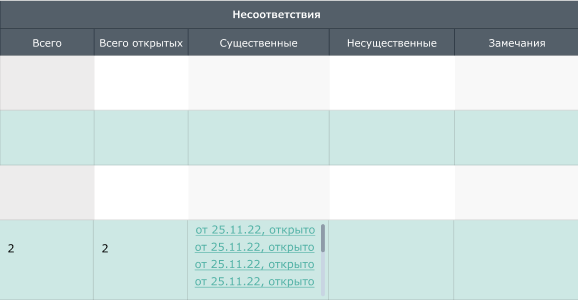 Несоответствия
Всего Всего открытых Существенные Несущественные Замечания
2 2 от 25.11.22, открыто
от 25.11.22, открыто
от 25.11.22, открыто
от 25.11.22, открыто